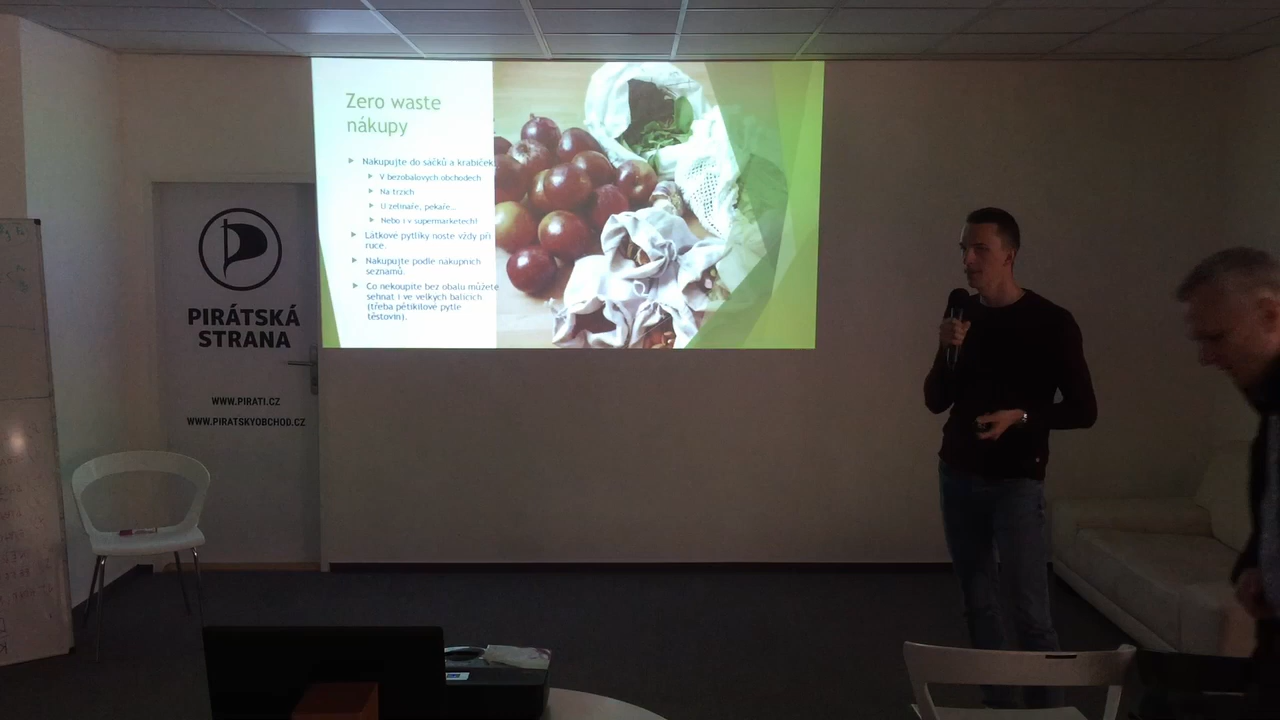 Zero waste
nákupy
Nakupujte do sáčků a krabiček
V bezobalových obchodech
Na trzích
U zelináře, pekaře...
Nebo i v supermarketech!
Látkové pytlíky noste vždy při
ruce.
Nakupujte podle nákupních
seznamů.
Co nekoupíte bez obalu můžete
sehnat i ve velkých balících
(třeba pětikilové pytle
těstovin).
PIRÁTSKÁ
STRANA
WWW.PIRATI.CZ
WWW.PIRATSKYOBCHOD.CZ